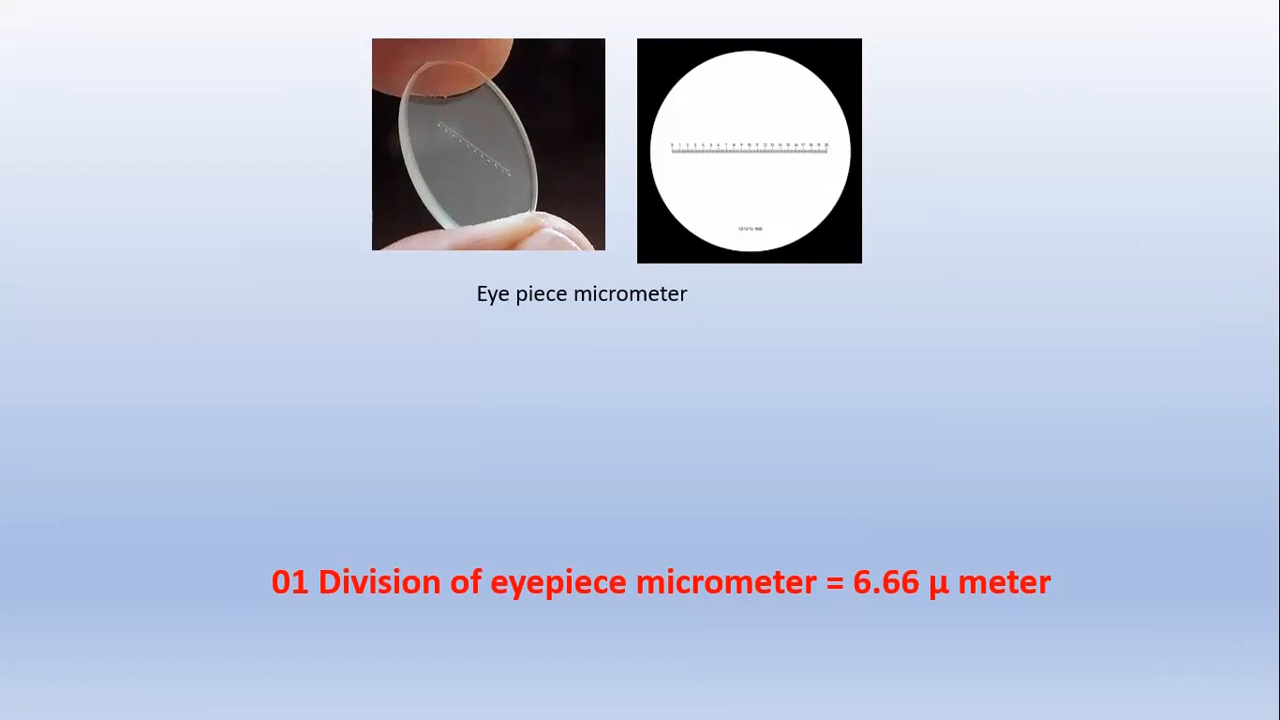 Eye piece micrometer
01 Division of eyepiece micrometer = 6.66 µ meter